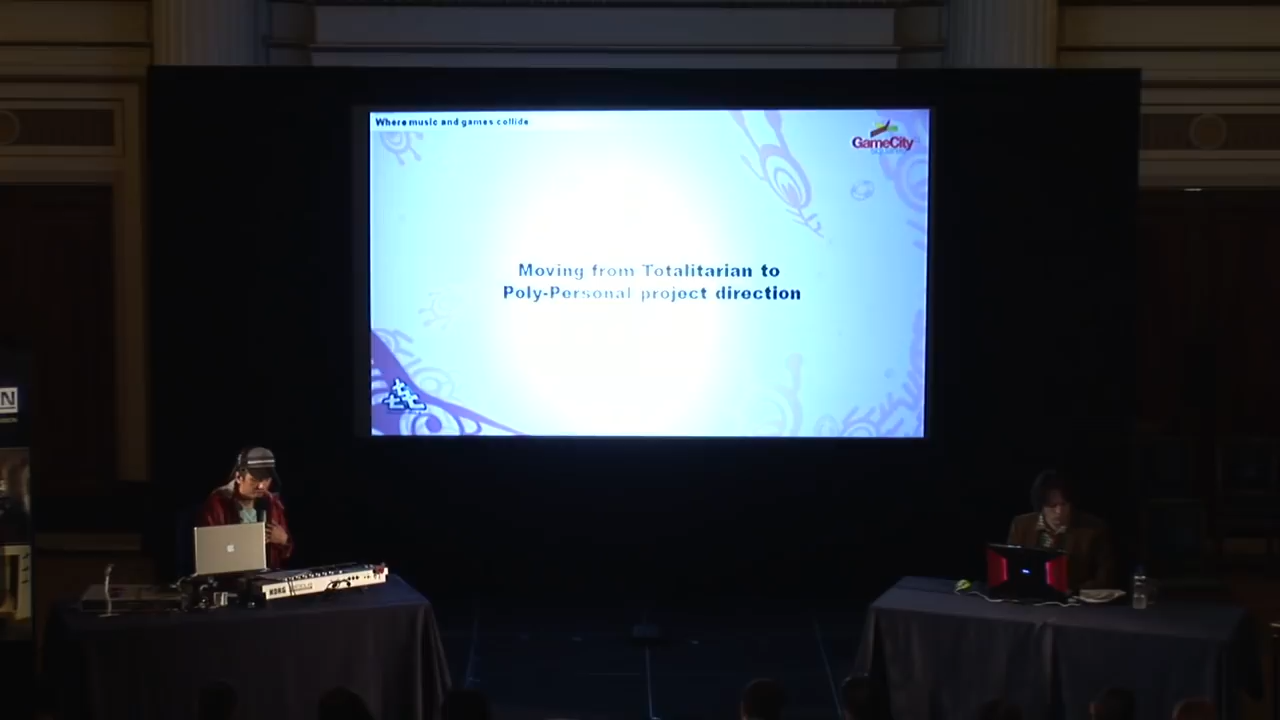 Where music and games collide
GameCity
Moving from Totalitarian to
Poly-Personal project direction
N
KORG